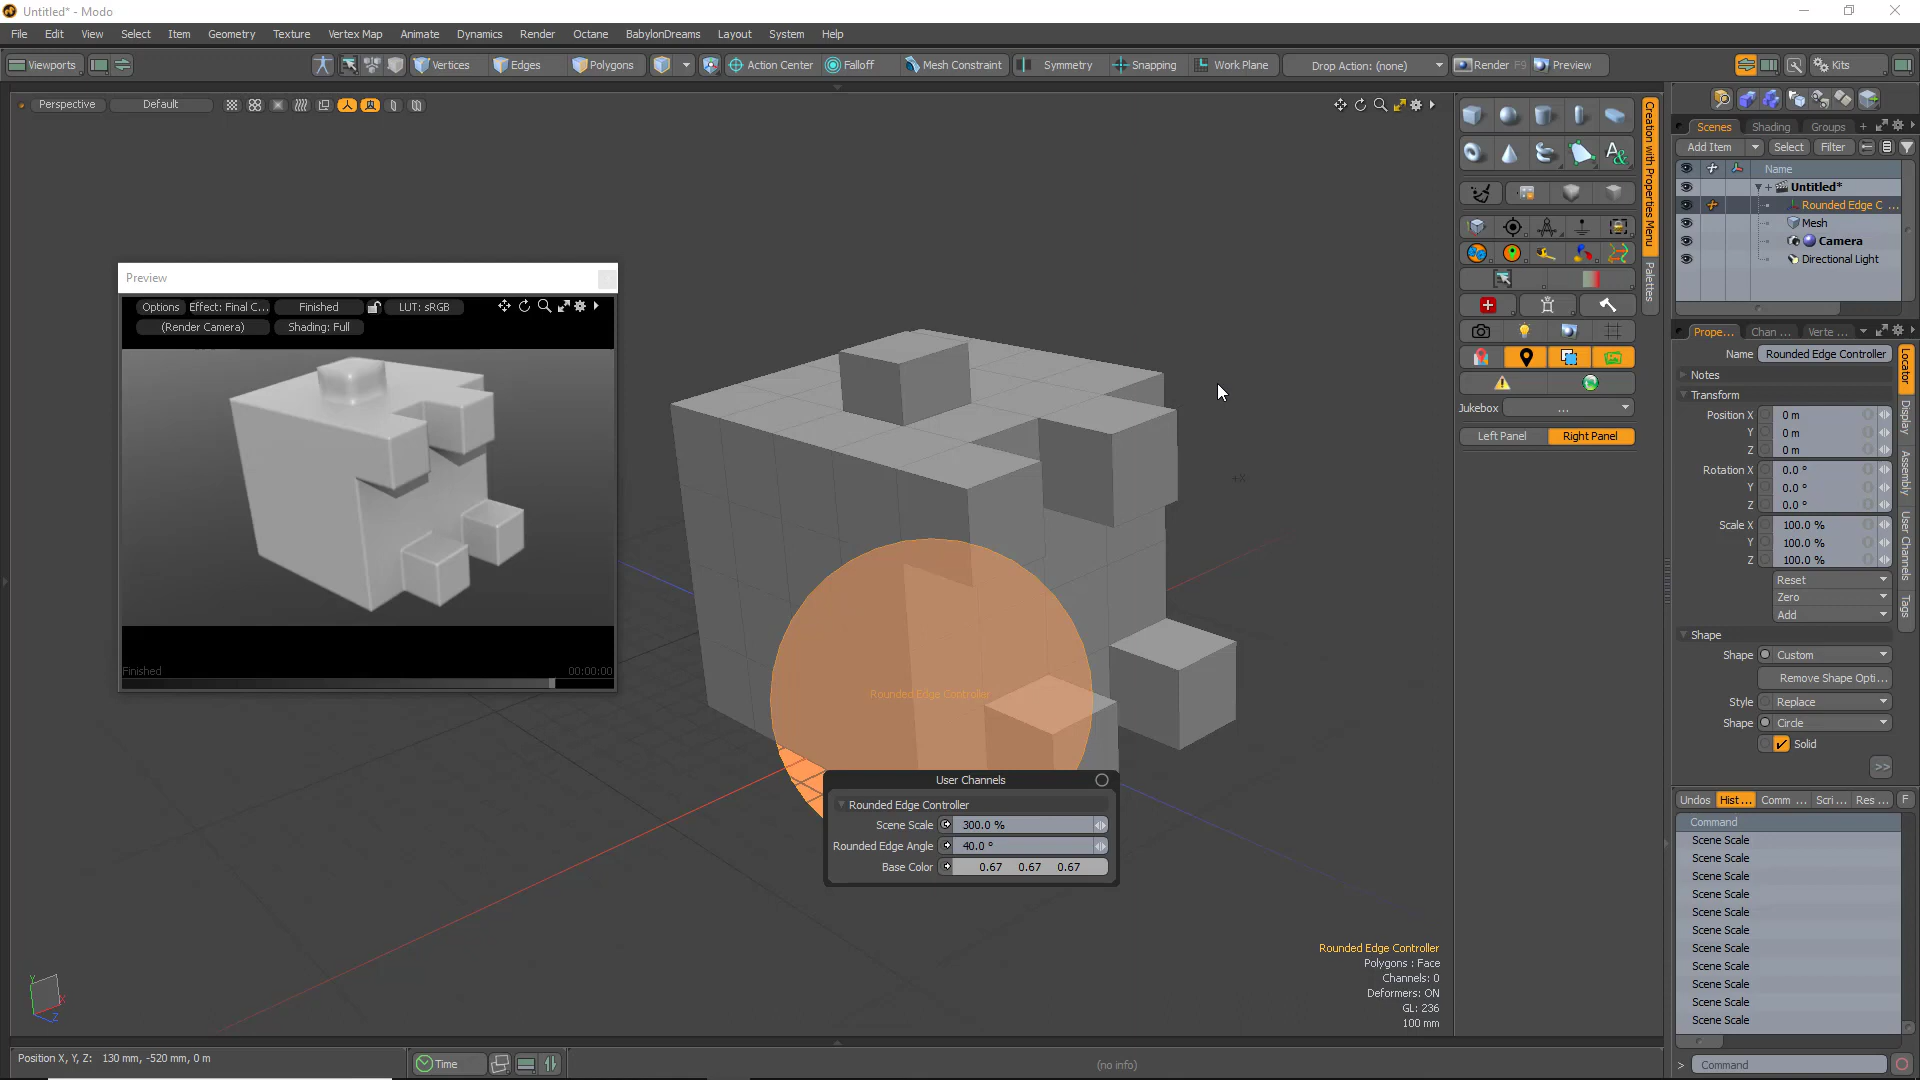 Untitled* - Modo
File Edit View Select Item Geometry Texture Vertex Map Animate Dynamics Render Octane BabylonDreams Layout System Help
Viewports Vertices Edges Polygons Action Center Falloff Mesh Constraint Symmetry Snapping Work Plane Drop Action: (none) Render F9 Preview Kits
Perspective Default
Scenes Shading Groups +
Add Item Select Filter
Name
Untitled*
Rounded Edge C ...
Mesh
Camera
Directional Light
Creation with Properties Menu
Palettes
Preview
Options Effect: Final C... Finished LUT: sRGB
(Render Camera) Shading: Full
Finished 00:00:00
Jukebox ...
Left Panel Right Panel
Prope... Chan ... Verte ...
Name Rounded Edge Controller
Notes
Transform
Position X 0 m
Y 0 m
Z 0 m
Rotation X 0.0 °
Y 0.0 °
Z 0.0 °
Scale X 100.0 %
Y 100.0 %
Z 100.0 %
Reset
Zero
Add
Shape
Shape Custom
Remove Shape Opti...
Style Replace
Shape Circle
Solid
>>
Locator
Display
Assembly
User Channels
Tags
+X
Rounded Edge Controller
User Channels
Rounded Edge Controller
Scene Scale 300.0 %
Rounded Edge Angle 40.0 °
Base Color 0.67 0.67 0.67
Undos Hist ... Comm ... Scri ... Res ... F
Command
Scene Scale
Scene Scale
Scene Scale
Scene Scale
Scene Scale
Scene Scale
Scene Scale
Scene Scale
Scene Scale
Scene Scale
Scene Scale
Rounded Edge Controller
Polygons : Face
Channels: 0
Deformers: ON
GL: 236
100 mm
Y
X
Z
Position X, Y, Z: 130 mm, -520 mm, 0 m
Time
(no info)
> Command